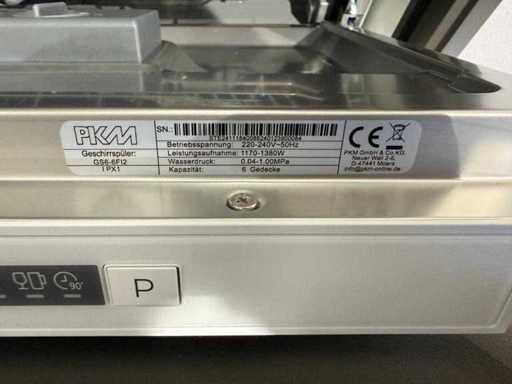 PKM
Geschirrspüler:
GS6-6FI2
IPX1
SN.:
Betriebsspannung: 220-240V~50Hz
Leistungsaufnahme: 1170-1380W
Wasserdruck: 0.04-1.00MPa
Kapazität: 6 Gedecke
CE
PKM GmbH & Co.KG.
Neuer Wall 2-6,
D-47441 Moers
info@pkm-online.de
90'
P